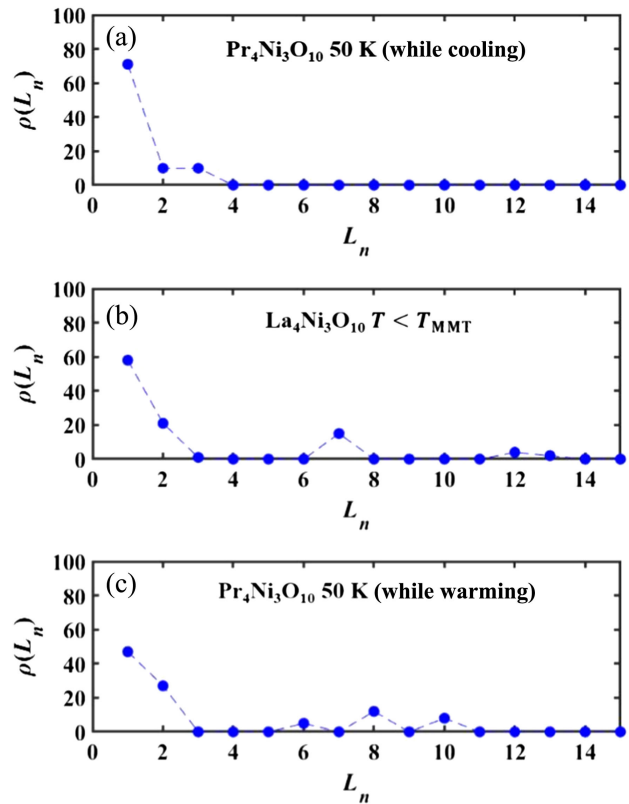 (a)
Pr₄Ni₃O₁₀ 50 K (while cooling)
100
80
60
40
20
0
ρ(Lₙ)
0 2 4 6 8 10 12 14
Lₙ
(b)
La₄Ni₃O₁₀ T < T_MMT
100
80
60
40
20
0
ρ(Lₙ)
0 2 4 6 8 10 12 14
Lₙ
(c)
Pr₄Ni₃O₁₀ 50 K (while warming)
100
80
60
40
20
0
ρ(Lₙ)
0 2 4 6 8 10 12 14
Lₙ